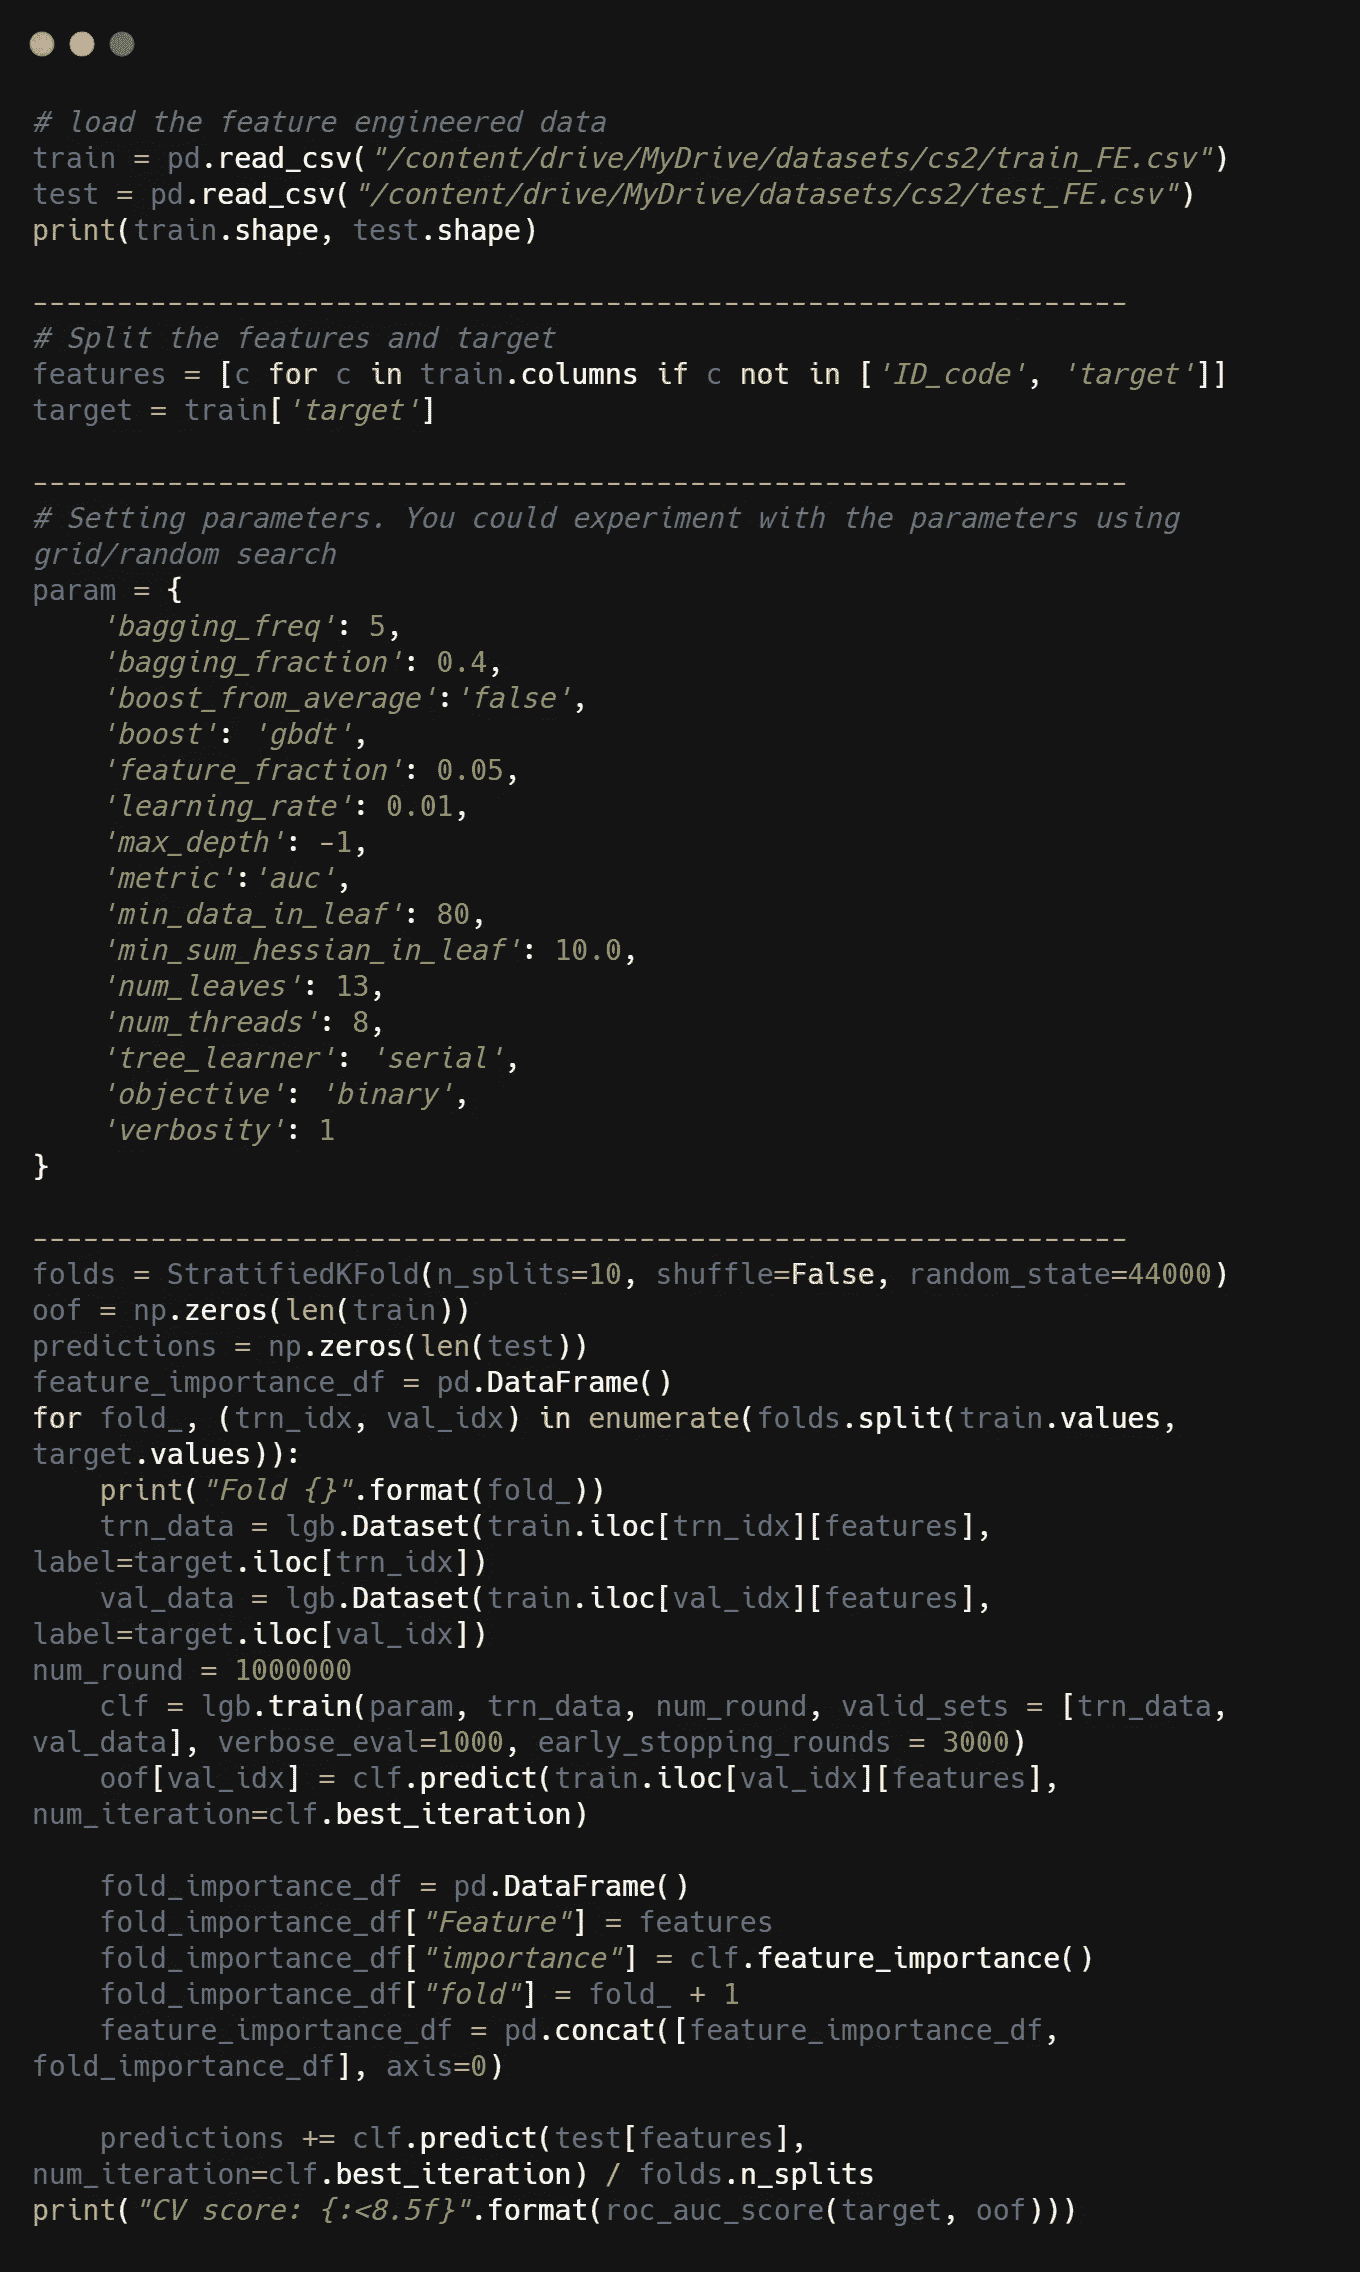 # load the feature engineered data
train = pd.read_csv("/content/drive/MyDrive/datasets/cs2/train_FE.csv")
test = pd.read_csv("/content/drive/MyDrive/datasets/cs2/test_FE.csv")
print(train.shape, test.shape)

-----------------------------------------------------------------
# Split the features and target
features = [c for c in train.columns if c not in ['ID_code', 'target']]
target = train['target']

-----------------------------------------------------------------
# Setting parameters. You could experiment with the parameters using
grid/random search
param = {
    'bagging_freq': 5,
    'bagging_fraction': 0.4,
    'boost_from_average':'false',
    'boost': 'gbdt',
    'feature_fraction': 0.05,
    'learning_rate': 0.01,
    'max_depth': -1,
    'metric':'auc',
    'min_data_in_leaf': 80,
    'min_sum_hessian_in_leaf': 10.0,
    'num_leaves': 13,
    'num_threads': 8,
    'tree_learner': 'serial',
    'objective': 'binary',
    'verbosity': 1
}

-----------------------------------------------------------------
folds = StratifiedKFold(n_splits=10, shuffle=False, random_state=44000)
oof = np.zeros(len(train))
predictions = np.zeros(len(test))
feature_importance_df = pd.DataFrame()
for fold_, (trn_idx, val_idx) in enumerate(folds.split(train.values,
target.values)):
    print("Fold {}".format(fold_))
    trn_data = lgb.Dataset(train.iloc[trn_idx][features],
label=target.iloc[trn_idx])
    val_data = lgb.Dataset(train.iloc[val_idx][features],
label=target.iloc[val_idx])
num_round = 1000000
    clf = lgb.train(param, trn_data, num_round, valid_sets = [trn_data,
val_data], verbose_eval=1000, early_stopping_rounds = 3000)
    oof[val_idx] = clf.predict(train.iloc[val_idx][features],
num_iteration=clf.best_iteration)

    fold_importance_df = pd.DataFrame()
    fold_importance_df["Feature"] = features
    fold_importance_df["importance"] = clf.feature_importance()
    fold_importance_df["fold"] = fold_ + 1
    feature_importance_df = pd.concat([feature_importance_df,
fold_importance_df], axis=0)

    predictions += clf.predict(test[features],
num_iteration=clf.best_iteration) / folds.n_splits
print("CV score: {:<8.5f}".format(roc_auc_score(target, oof)))